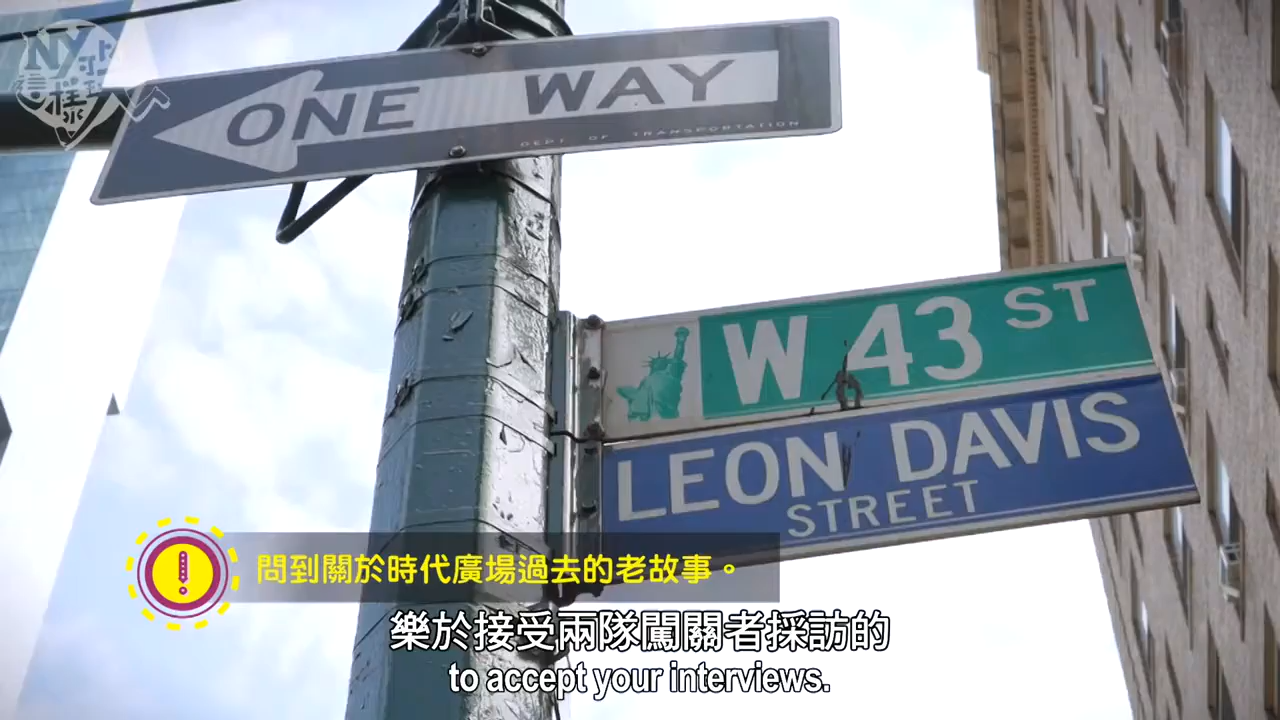 ONE WAY
DEPT OF TRANSPORTATION
W 43 ST
LEON DAVIS
STREET
問到關於時代廣場過去的老故事。
樂於接受兩隊闖關者採訪的
to accept your interviews.